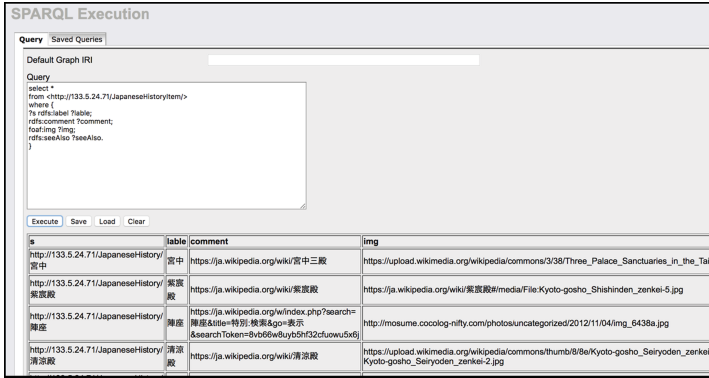 SPARQL Execution
Query Saved Queries
Default Graph IRI
Query
select *
from <http://133.5.24.71/JapaneseHistoryItem/>
where {
?s rdfs:label ?lable;
rdfs:comment ?comment;
foaf:img ?img;
rdfs:seeAlso ?seeAlso.
}
Execute Save Load Clear
s lable comment img
http://133.5.24.71/JapaneseHistory/宮中 宮中 https://ja.wikipedia.org/wiki/宮中三殿 https://upload.wikimedia.org/wikipedia/commons/3/38/Three_Palace_Sanctuaries_in_the_Tai
http://133.5.24.71/JapaneseHistory/紫宸殿 紫宸殿 https://ja.wikipedia.org/wiki/紫宸殿#/media/File:Kyoto-gosho_Shishinden_zenkei-5.jpg
http://133.5.24.71/JapaneseHistory/陣座 陣座 https://ja.wikipedia.org/w/index.php?search=
陣座&title=特別:検索&go=表示
&searchToken=8vb66w8uyb5hf32cfuowu5x6j http://mosume.cocolog-nifty.com/photos/uncategorized/2012/11/04/img_6438a.jpg
http://133.5.24.71/JapaneseHistory/清涼殿 清涼殿 https://ja.wikipedia.org/wiki/清涼殿 https://upload.wikimedia.org/wikipedia/commons/thumb/8/8e/Kyoto-gosho_Seiryoden_zenkei
Kyoto-gosho_Seiryoden_zenkei-2.jpg